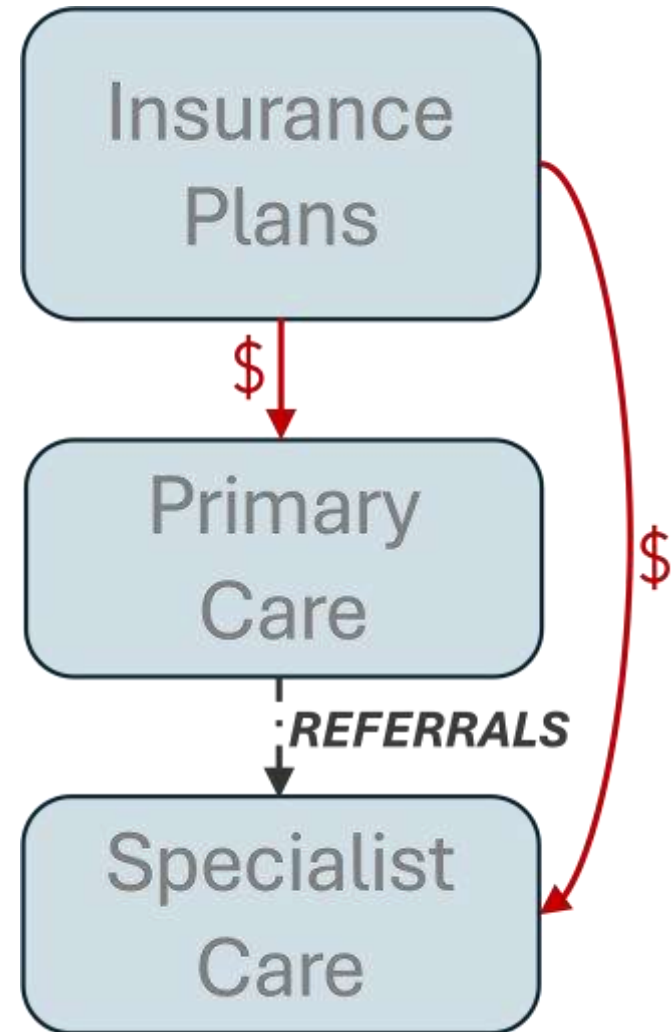 Insurance
Plans
$
Primary
Care
$
REFERRALS
Specialist
Care